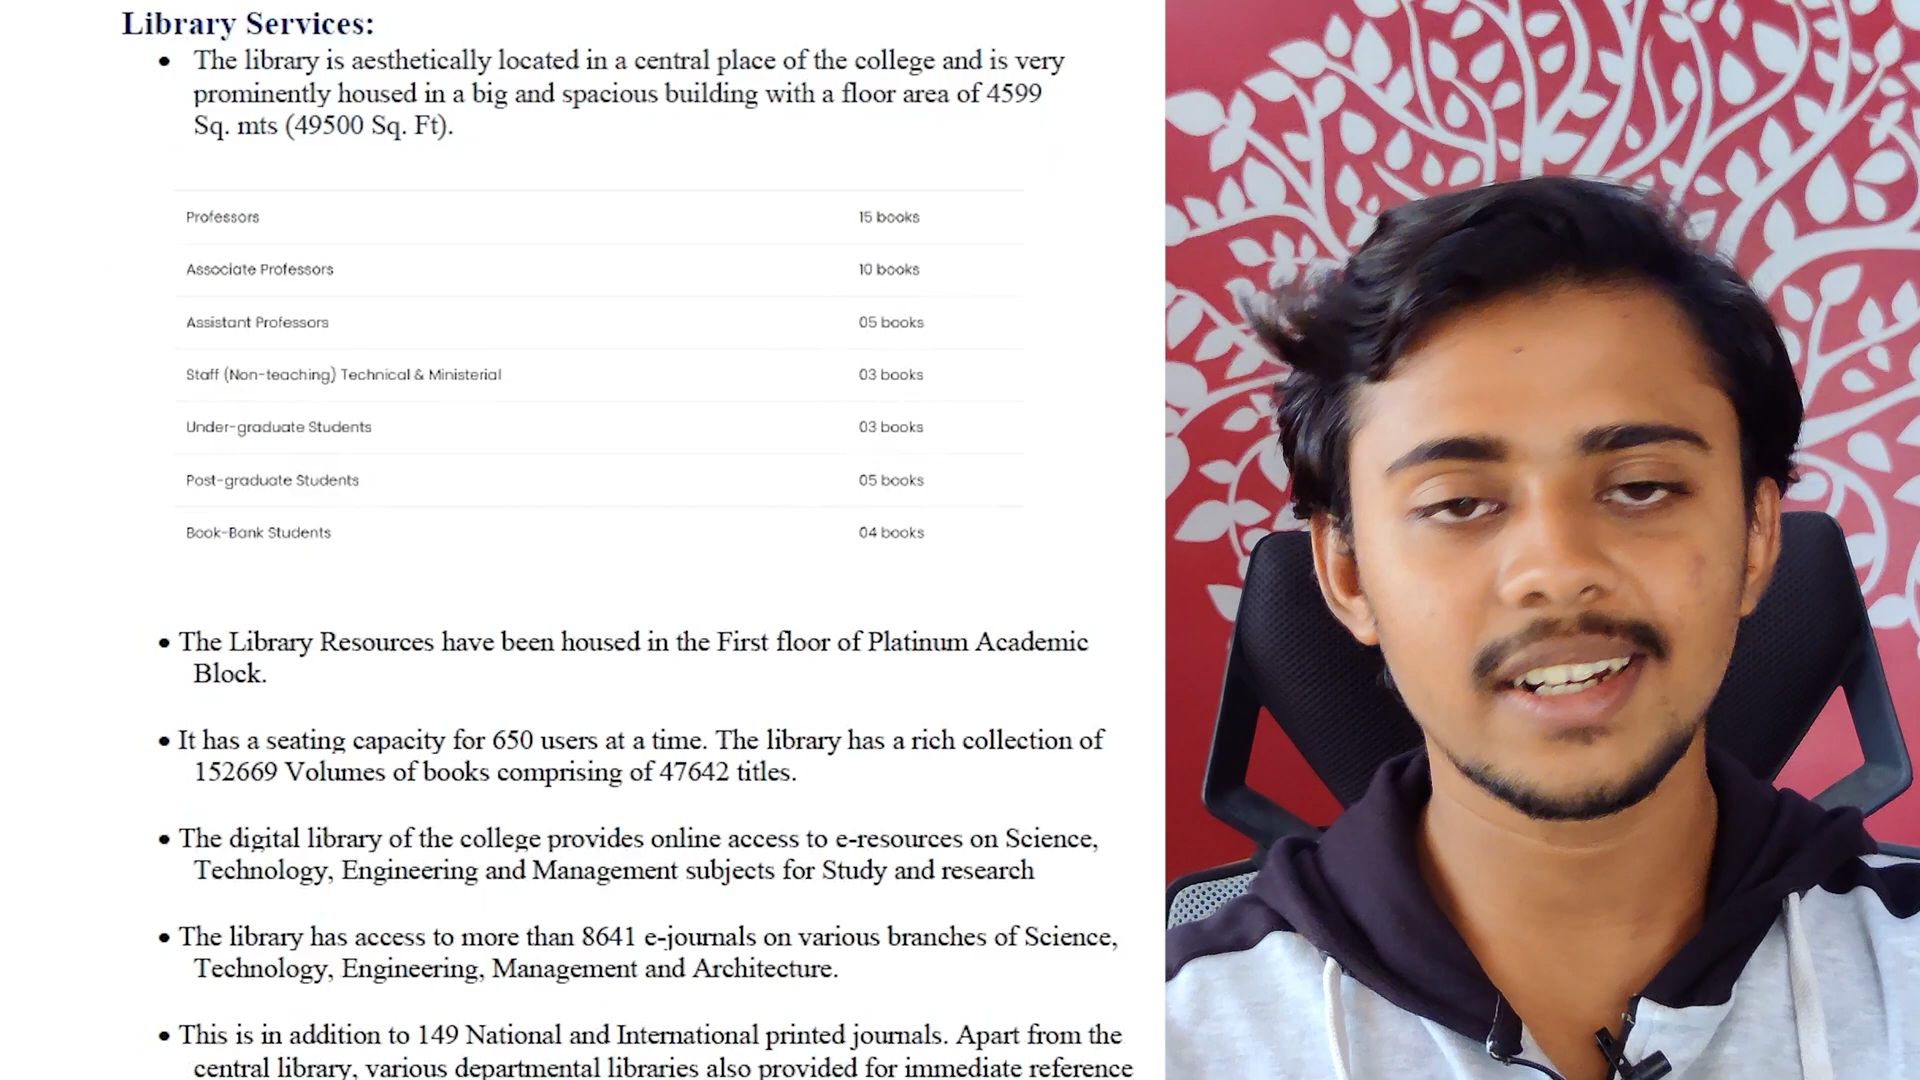 Library Services:
• The library is aesthetically located in a central place of the college and is very
prominently housed in a big and spacious building with a floor area of 4599
Sq. mts (49500 Sq. Ft).
Professors 15 books
Associate Professors 10 books
Assistant Professors 05 books
Staff (Non-teaching) Technical & Ministerial 03 books
Under-graduate Students 03 books
Post-graduate Students 05 books
Book-Bank Students 04 books
• The Library Resources have been housed in the First floor of Platinum Academic
Block.
• It has a seating capacity for 650 users at a time. The library has a rich collection of
152669 Volumes of books comprising of 47642 titles.
• The digital library of the college provides online access to e-resources on Science,
Technology, Engineering and Management subjects for Study and research
• The library has access to more than 8641 e-journals on various branches of Science,
Technology, Engineering, Management and Architecture.
• This is in addition to 149 National and International printed journals. Apart from the
central library, various departmental libraries also provided for immediate reference